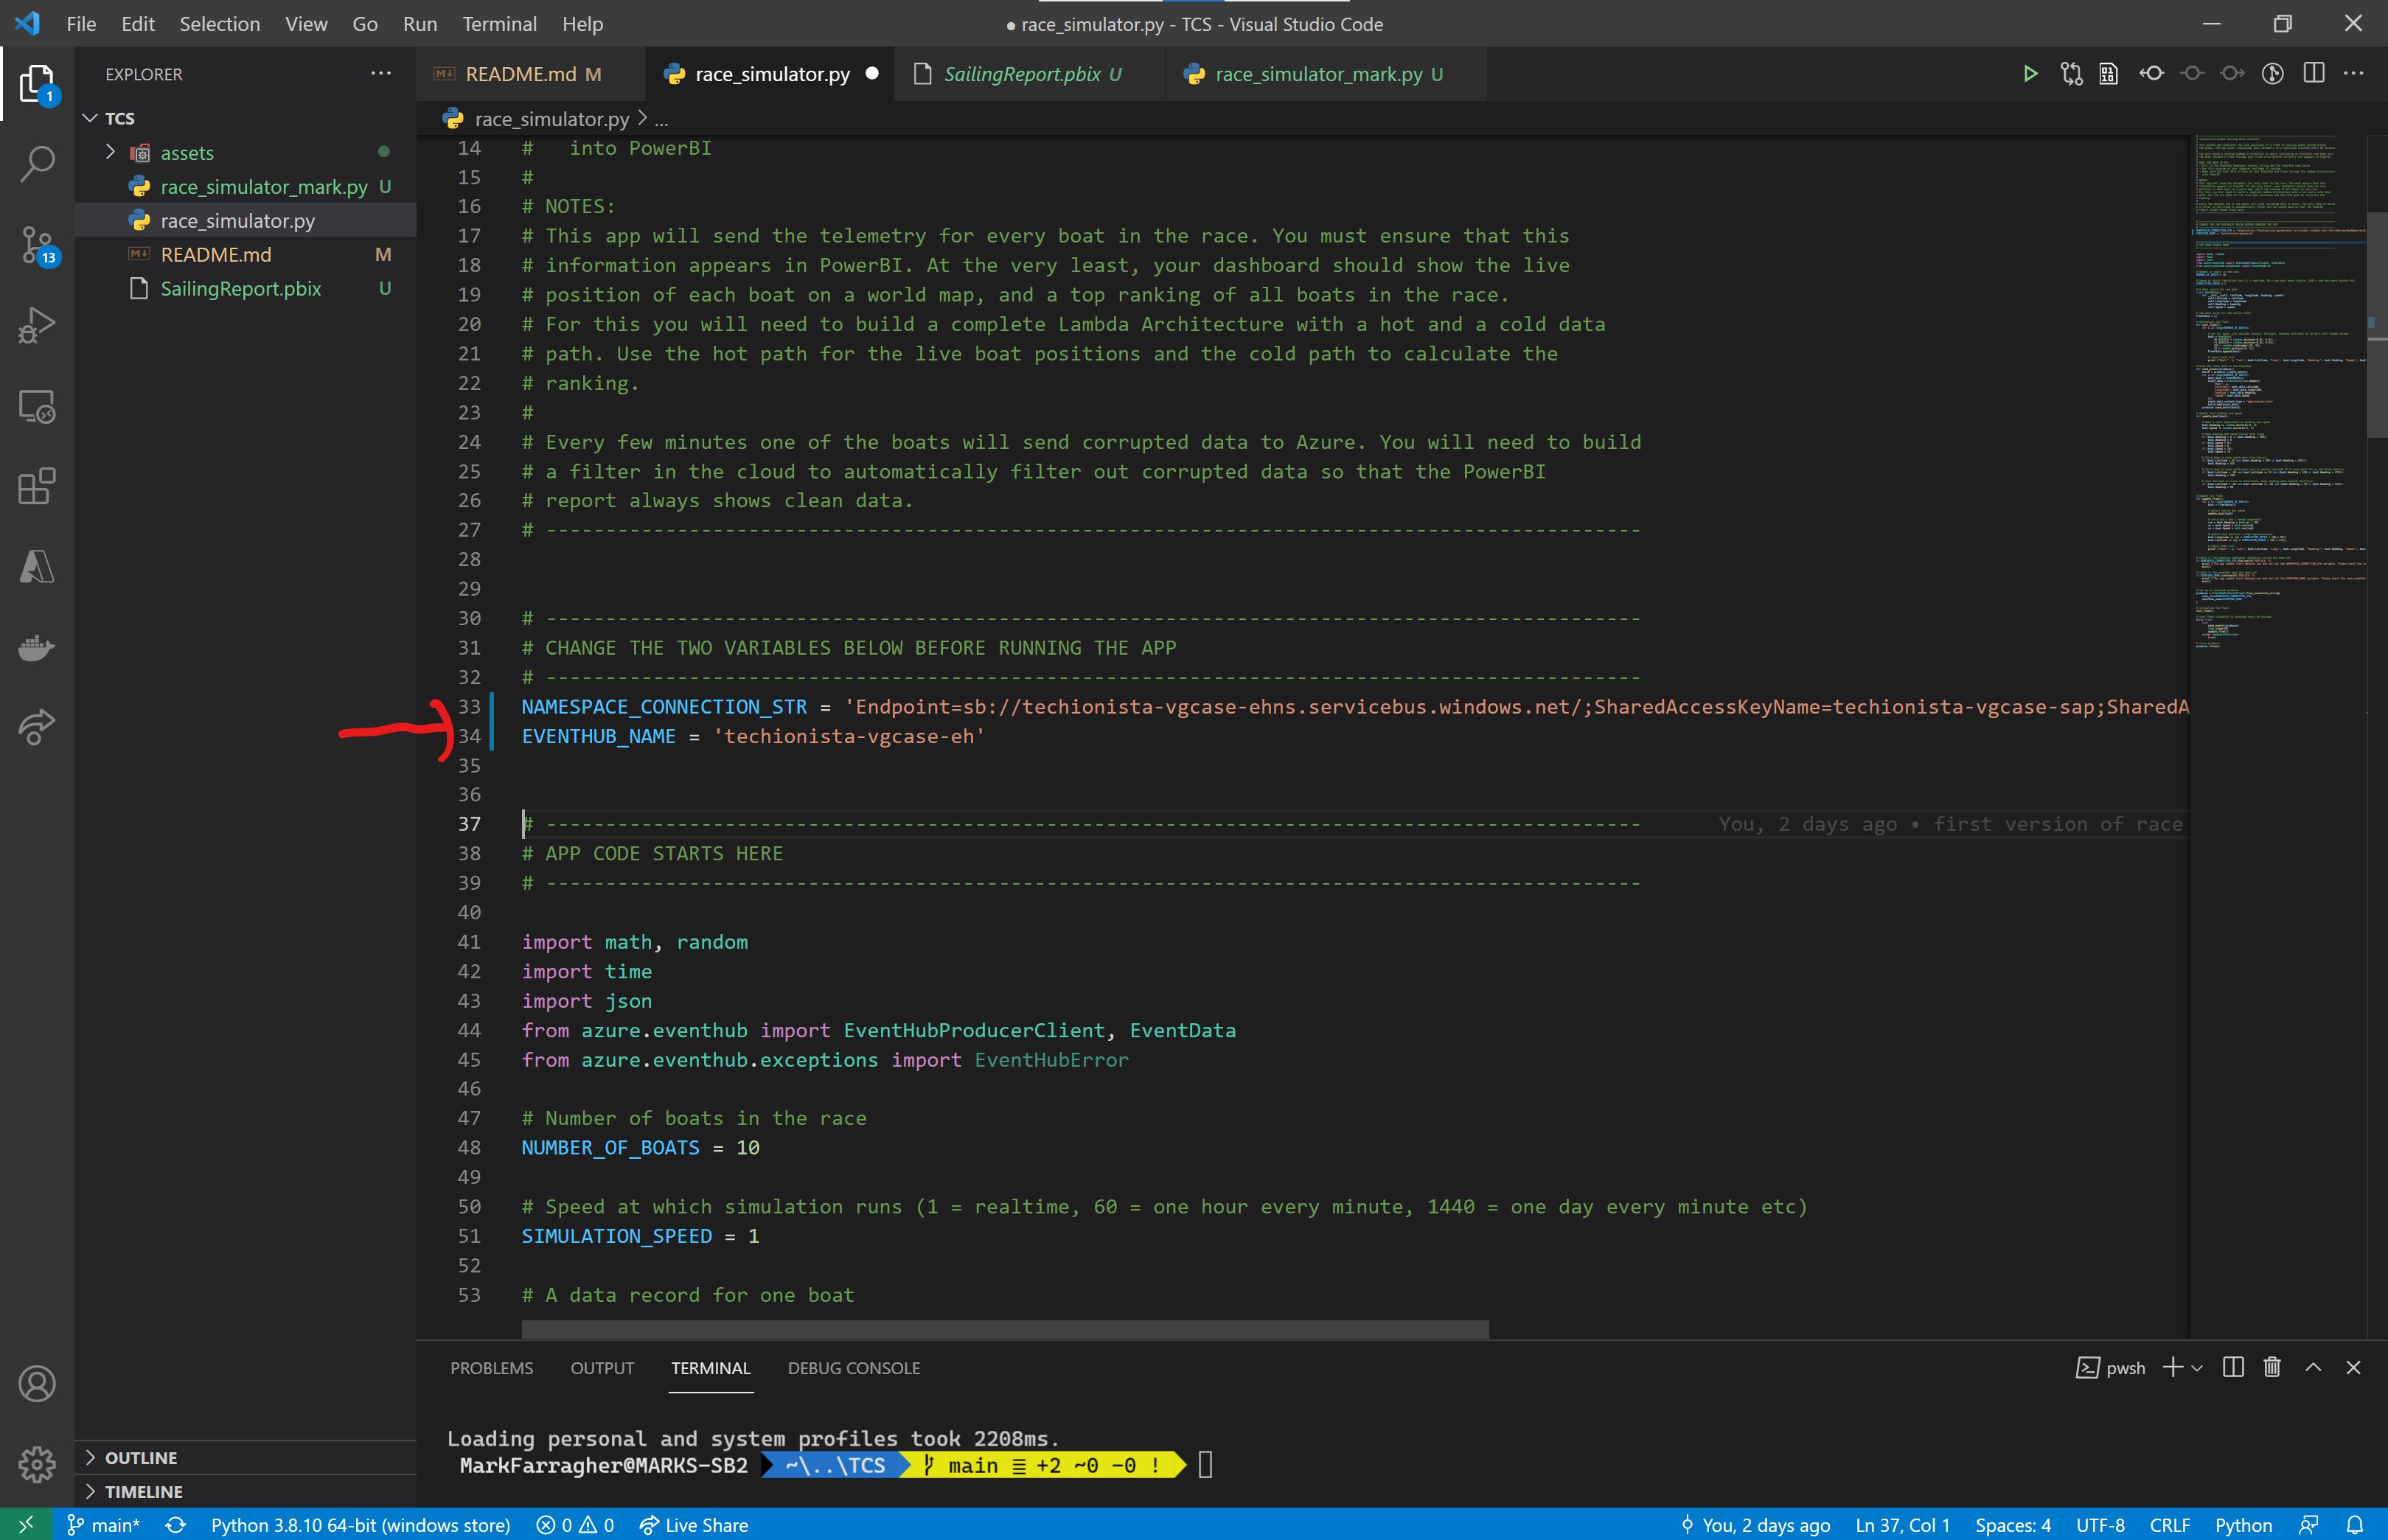 File Edit Selection View Go Run Terminal Help
● race_simulator.py - TCS - Visual Studio Code
EXPLORER ...
README.md M
race_simulator.py ●
SailingReport.pbix U
race_simulator_mark.py U
1
TCS
assets
race_simulator_mark.py U
race_simulator.py
README.md M
SailingReport.pbix U
13
race_simulator.py > ...
14 #   into PowerBI
15 #
16 # NOTES:
17 # This app will send the telemetry for every boat in the race. You must ensure that this
18 # information appears in PowerBI. At the very least, your dashboard should show the live
19 # position of each boat on a world map, and a top ranking of all boats in the race.
20 # For this you will need to build a complete Lambda Architecture with a hot and a cold data
21 # path. Use the hot path for the live boat positions and the cold path to calculate the
22 # ranking.
23 #
24 # Every few minutes one of the boats will send corrupted data to Azure. You will need to build
25 # a filter in the cloud to automatically filter out corrupted data so that the PowerBI
26 # report always shows clean data.
27 # --------------------------------------------------------------------------------------------
28
29
30 # --------------------------------------------------------------------------------------------
31 # CHANGE THE TWO VARIABLES BELOW BEFORE RUNNING THE APP
32 # --------------------------------------------------------------------------------------------
33 NAMESPACE_CONNECTION_STR = 'Endpoint=sb://techionista-vgcase-ehns.servicebus.windows.net/;SharedAccessKeyName=techionista-vgcase-sap;SharedA
34 EVENTHUB_NAME = 'techionista-vgcase-eh'
35
36
37 # -------------------------------------------------------------------------------------------- You, 2 days ago • first version of race
38 # APP CODE STARTS HERE
39 # --------------------------------------------------------------------------------------------
40
41 import math, random
42 import time
43 import json
44 from azure.eventhub import EventHubProducerClient, EventData
45 from azure.eventhub.exceptions import EventHubError
46
47 # Number of boats in the race
48 NUMBER_OF_BOATS = 10
49
50 # Speed at which simulation runs (1 = realtime, 60 = one hour every minute, 1440 = one day every minute etc)
51 SIMULATION_SPEED = 1
52
53 # A data record for one boat
PROBLEMS OUTPUT TERMINAL DEBUG CONSOLE
pwsh
Loading personal and system profiles took 2208ms.
MarkFarragher@MARKS-SB2 ~\..\TCS main ≡ +2 ~0 -0 !
OUTLINE
TIMELINE
main* Python 3.8.10 64-bit (windows store) 0 0 Live Share
You, 2 days ago Ln 37, Col 1 Spaces: 4 UTF-8 CRLF Python